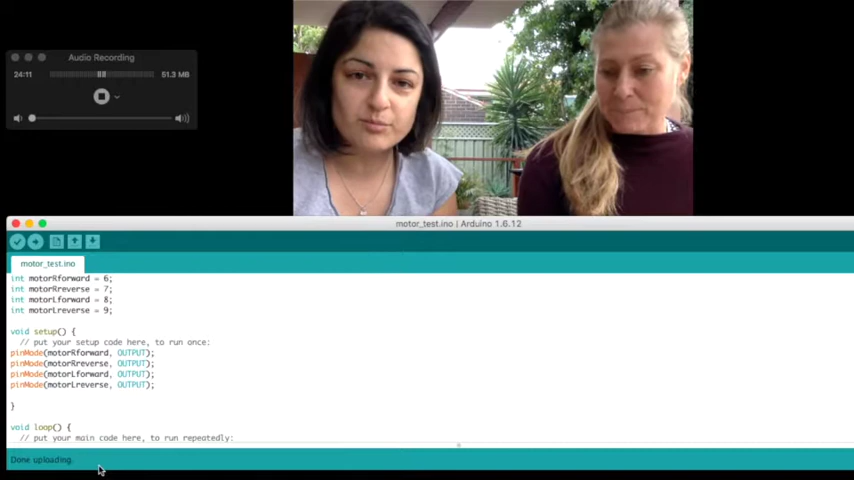 Audio Recording
24:11
51.3 MB
motor_test.ino | Arduino 1.6.12
motor_test.ino
int motorRforward = 6;
int motorRreverse = 7;
int motorLforward = 8;
int motorLreverse = 9;
void setup() {
// put your setup code here, to run once:
pinMode(motorRforward, OUTPUT);
pinMode(motorRreverse, OUTPUT);
pinMode(motorLforward, OUTPUT);
pinMode(motorLreverse, OUTPUT);
}
void loop() {
// put your main code here, to run repeatedly:
Done uploading.